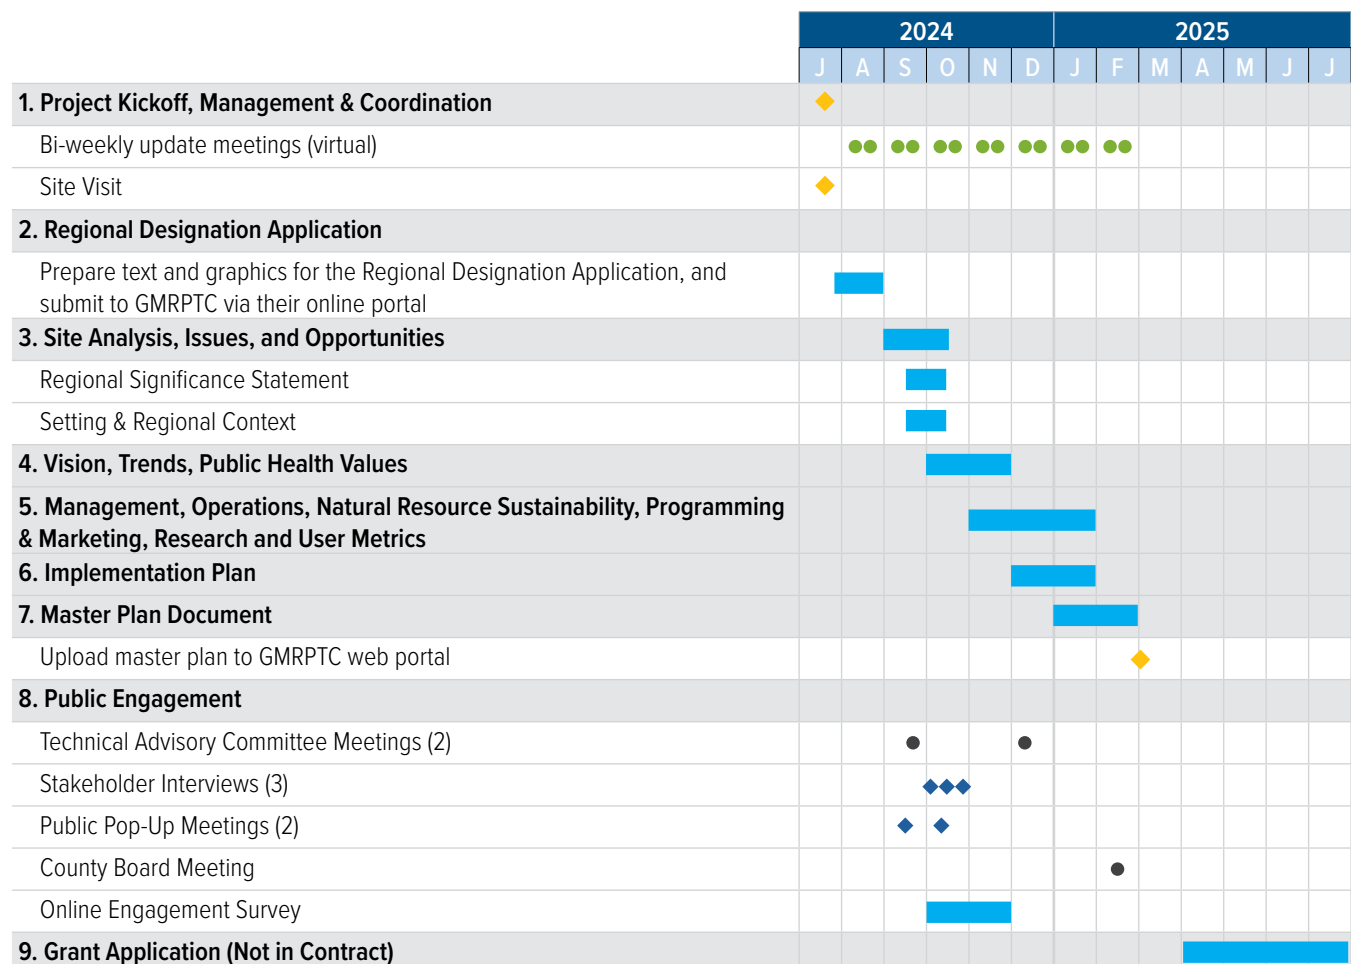 2024 2025
J A S O N D J F M A M J J
1. Project Kickoff, Management & Coordination
Bi-weekly update meetings (virtual)
Site Visit
2. Regional Designation Application
Prepare text and graphics for the Regional Designation Application, and
submit to GMRPTC via their online portal
3. Site Analysis, Issues, and Opportunities
Regional Significance Statement
Setting & Regional Context
4. Vision, Trends, Public Health Values
5. Management, Operations, Natural Resource Sustainability, Programming
& Marketing, Research and User Metrics
6. Implementation Plan
7. Master Plan Document
Upload master plan to GMRPTC web portal
8. Public Engagement
Technical Advisory Committee Meetings (2)
Stakeholder Interviews (3)
Public Pop-Up Meetings (2)
County Board Meeting
Online Engagement Survey
9. Grant Application (Not in Contract)